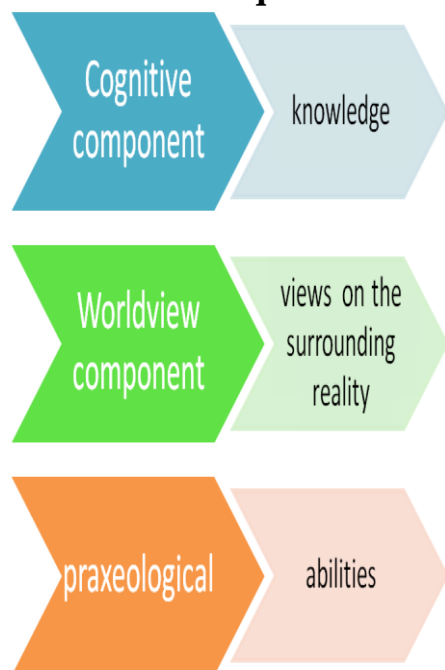 Cognitive
component
knowledge
Worldview
component
views on the
surrounding
reality
praxeological
abilities